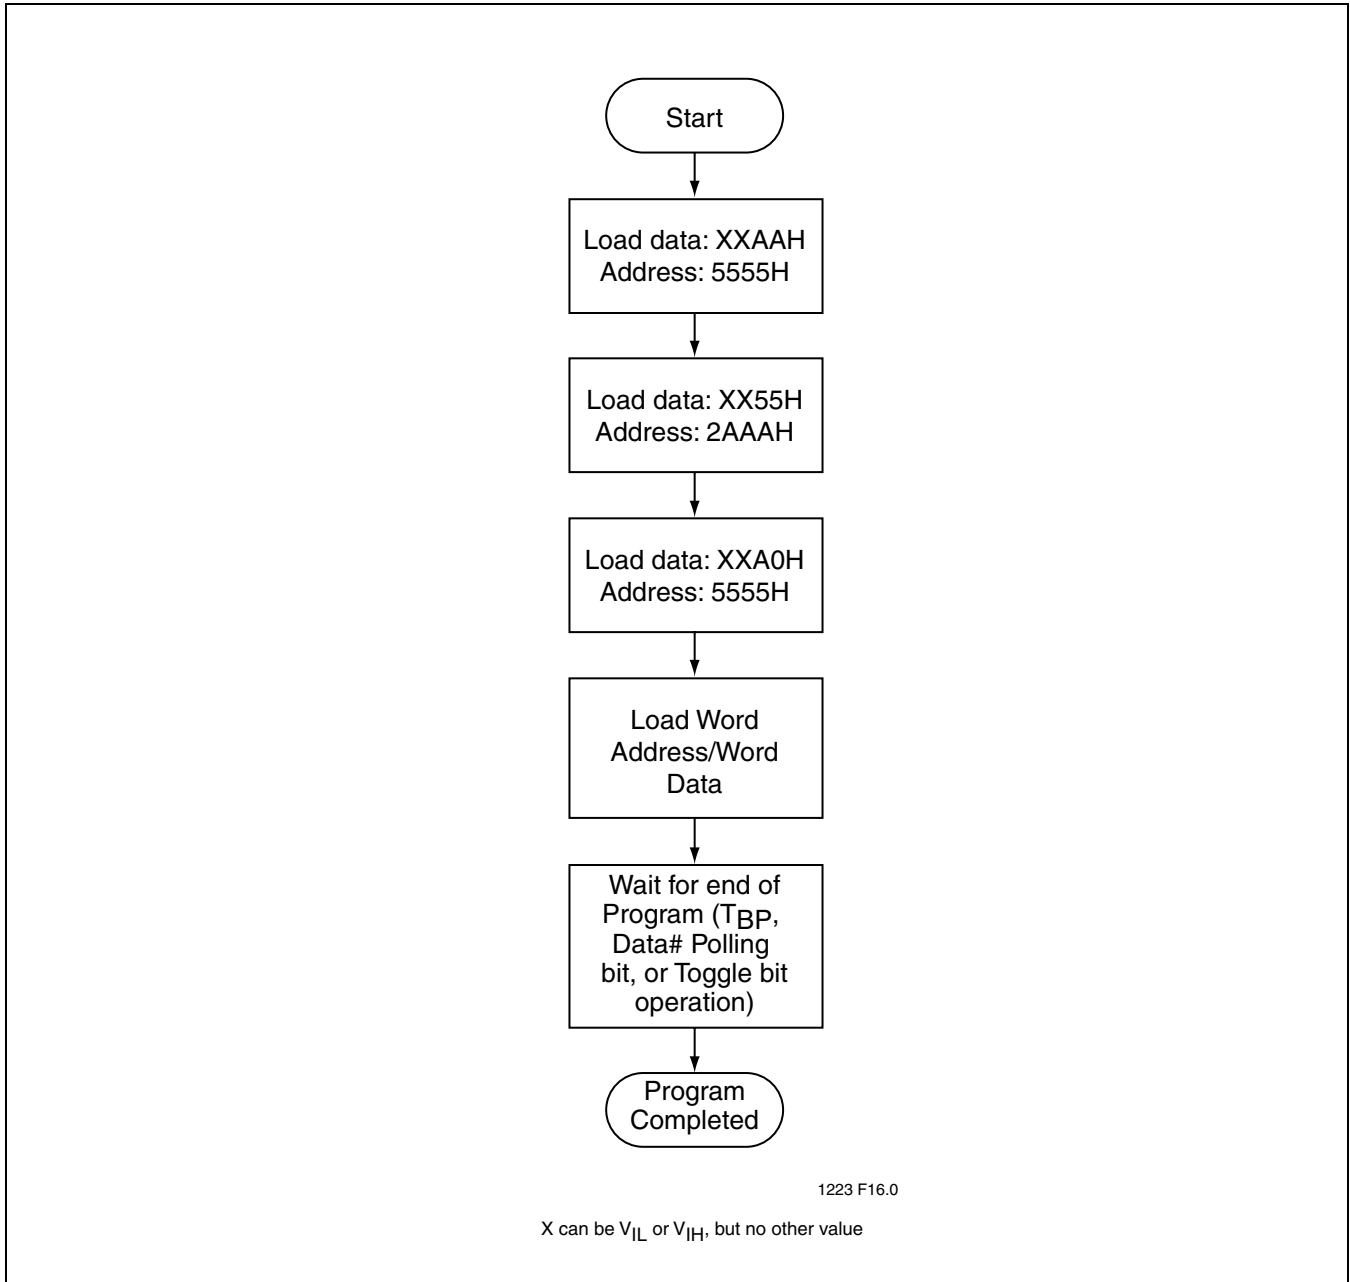 Start
Load data: XXAAH
Address: 5555H
Load data: XX55H
Address: 2AAAH
Load data: XXA0H
Address: 5555H
Load Word
Address/Word
Data
Wait for end of
Program (TBP,
Data# Polling
bit, or Toggle bit
operation)
Program
Completed
1223 F16.0
X can be VIL or VIH, but no other value